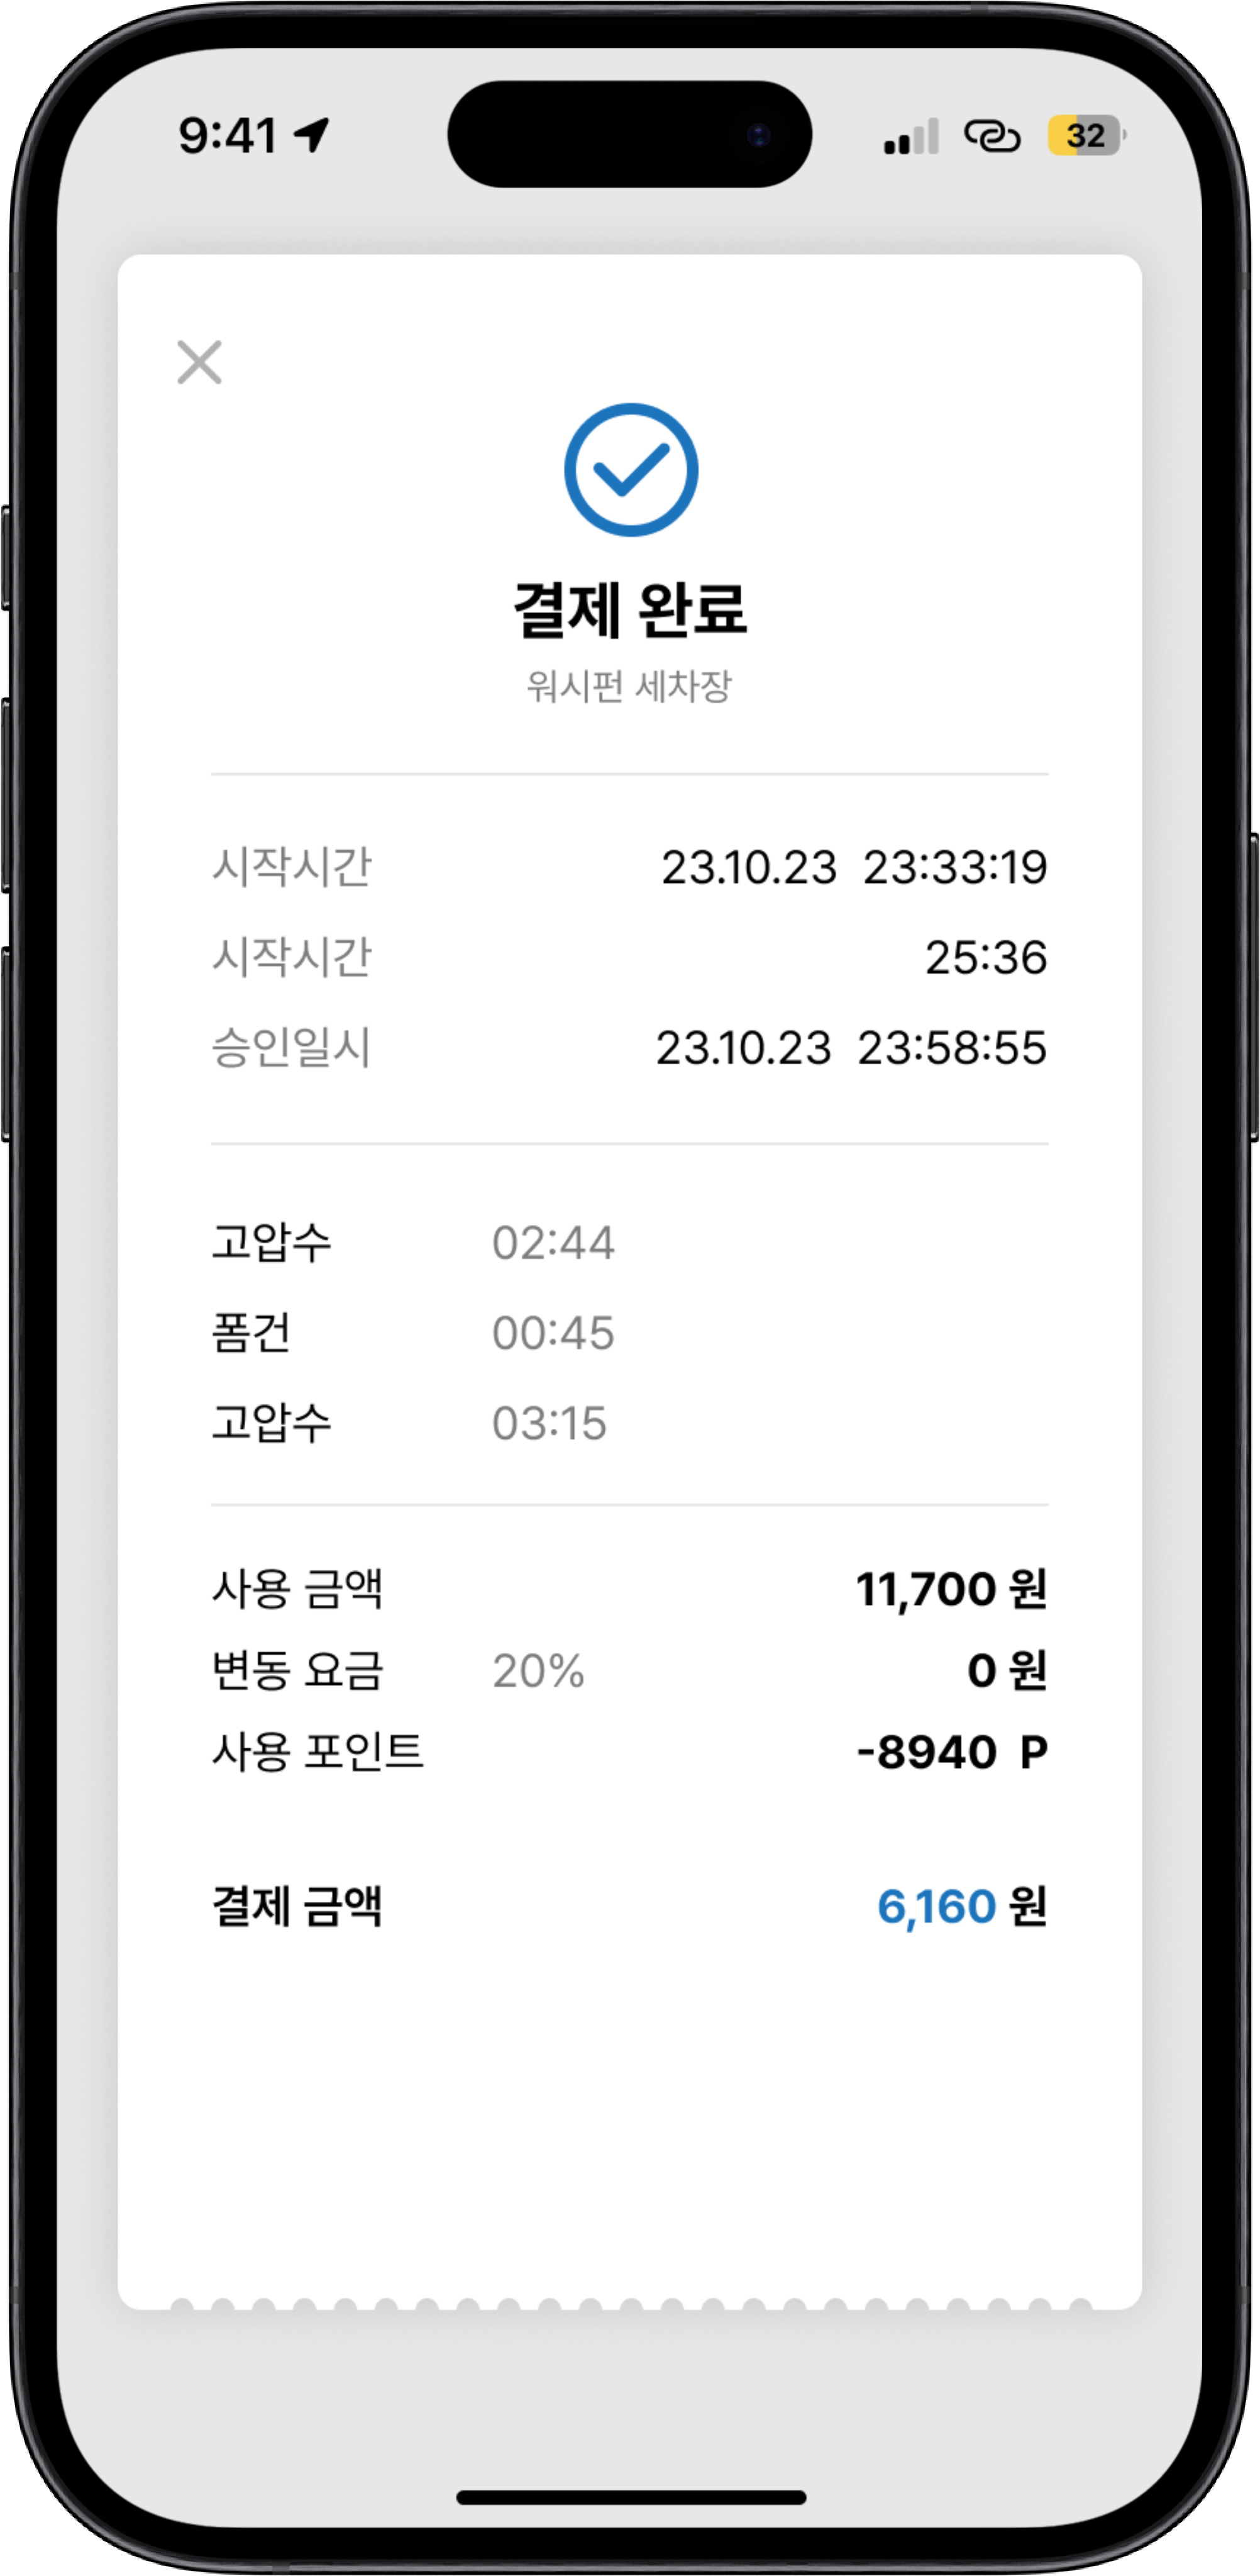 9:41
32
결제 완료
워시펀 세차장
시작시간 23.10.23 23:33:19
시작시간 25:36
승인일시 23.10.23 23:58:55
고압수 02:44
폼건 00:45
고압수 03:15
사용 금액 11,700 원
변동 요금 20% 0 원
사용 포인트 -8940 P
결제 금액 6,160 원